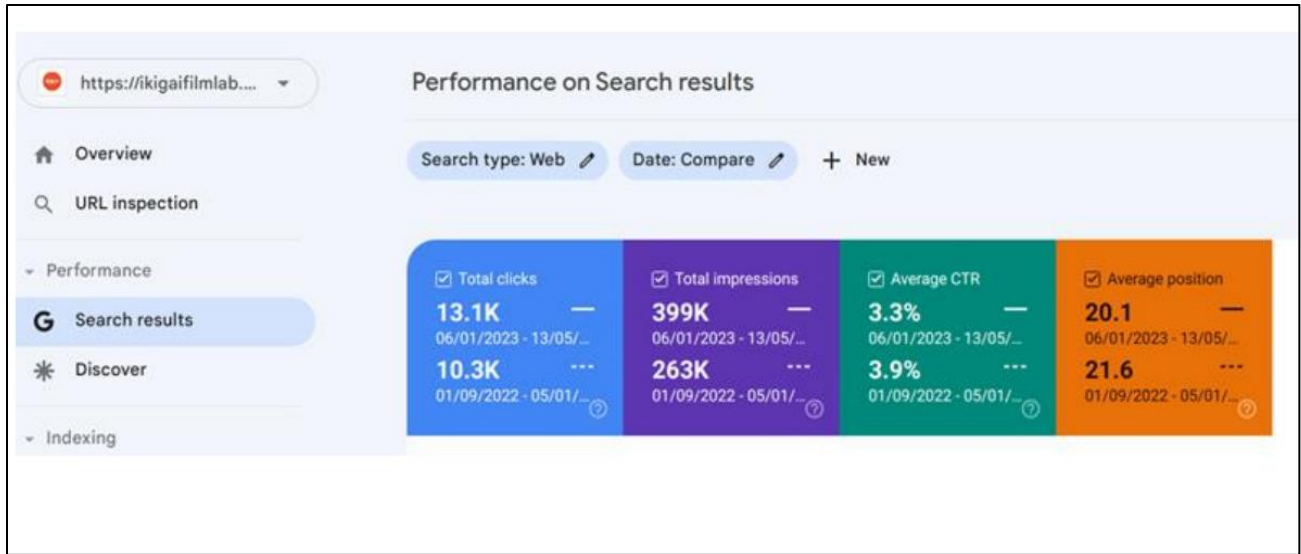 https://ikigaifilmlab....
Overview
URL inspection
Performance
Search results
Discover
Indexing
Performance on Search results
Search type: Web
Date: Compare
+ New
Total clicks
13.1K
06/01/2023 - 13/05/...
10.3K
01/09/2022 - 05/01/...
Total impressions
399K
06/01/2023 - 13/05/...
263K
01/09/2022 - 05/01/...
Average CTR
3.3%
06/01/2023 - 13/05/...
3.9%
01/09/2022 - 05/01/...
Average position
20.1
06/01/2023 - 13/05/...
21.6
01/09/2022 - 05/01/...